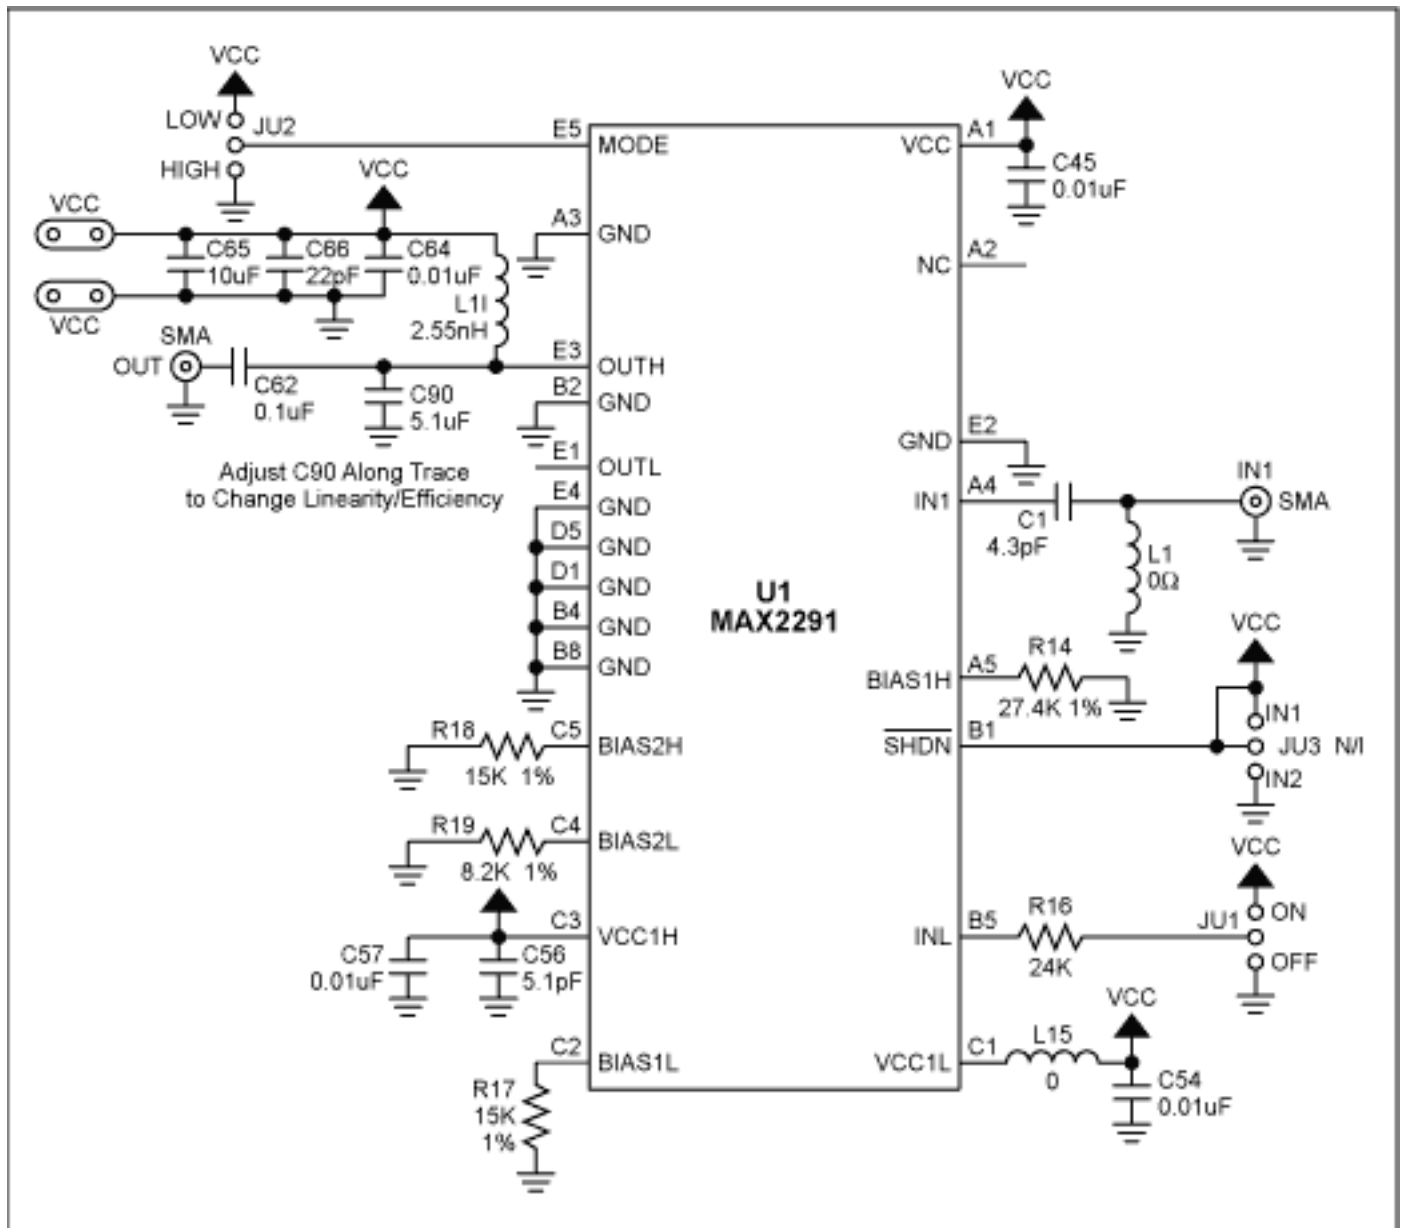 VCC
LOW
JU2
HIGH
VCC
VCC
C65
10uF
C66
22pF
C64
0.01uF
L1I
2.55nH
VCC
SMA
OUT
C62
0.1uF
C90
5.1uF
Adjust C90 Along Trace
to Change Linearity/Efficiency
E5
MODE
A3
GND
E3
OUTH
B2
GND
E1
OUTL
E4
GND
D5
GND
D1
GND
B4
GND
B8
GND
R18
15K 1%
C5
BIAS2H
R19
8.2K 1%
C4
BIAS2L
C3
VCC1H
C57
0.01uF
C56
5.1pF
C2
BIAS1L
R17
15K
1%
U1
MAX2291
VCC
VCC
A1
C45
0.01uF
NC
A2
GND
E2
IN1
A4
C1
4.3pF
L1
0Ω
IN1
SMA
BIAS1H
A5
R14
27.4K 1%
VCC
SHDN
B1
IN1
JU3 N/I
IN2
VCC
INL
B5
R16
24K
JU1
ON
OFF
VCC
VCC1L
C1
L15
0
C54
0.01uF